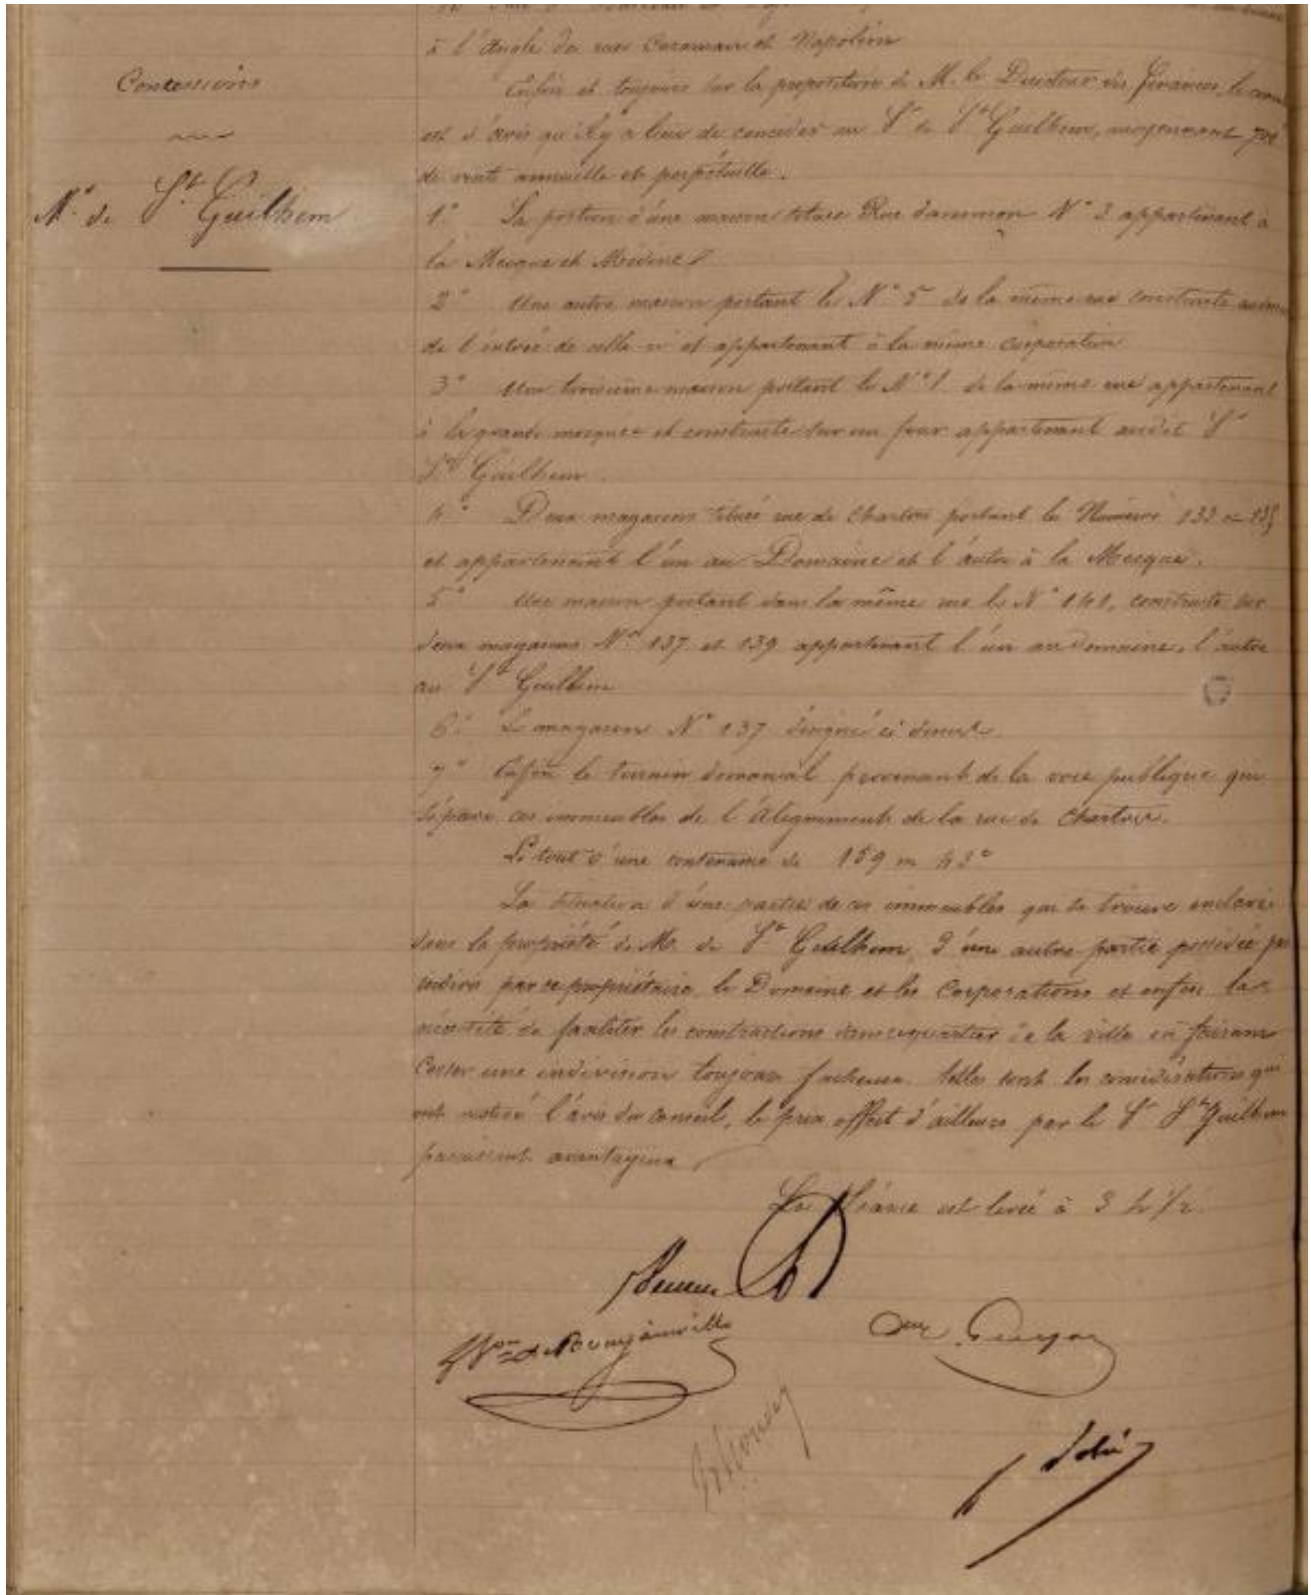 à l'Angle des rues Caraman et Napoléon
Concessions
Enfin et toujours sur la proposition de M. le Directeur des finances, le
est d'avis qu'il y a lieu de concéder au Sr de St Guilhem, moyennant
de rente annuelle et perpétuelle.
Mr. de St. Guilhem
1° La portion d'une maison située Rue N° 3 appartenant à
la Mecque et Médine
2° Une autre maison portant le N° 5 de la même rue construite
de l'entrée de celle-ci et appartenant à la même corporation
3° Une troisième maison portant le N° 1 de la même rue appartenant
à la grande mosquée et construite sur un four appartenant audit Sr
St Guilhem.
4° Deux magasins situés rue de Chartres portant les Numéros 133 et 135
et appartenant l'un au Domaine et l'autre à la Mecque.
5° Une maison portant dans la même rue le N° 141, construite sur
deux magasins Nos 137 et 139 appartenant l'un au Domaine, l'autre
au St Guilhem
6° Le magasin N° 137 désigné ci dessus.
7° Enfin le terrain domanial provenant de la voie publique qui
sépare ces immeubles de l'alignement de la rue de Chartres.
Le tout d'une contenance de 159 m 43c
La situation d'une partie de ces immeubles qui se trouve enclavée
dans la propriété de Mr. de St Guilhem, d'une autre partie possédée par
indivis par ce propriétaire, le Domaine et les Corporations et enfin la
nécessité de faciliter les constructions dans ce quartier de la ville en faisant
cesser une indivision toujours facheuse. telles sont les considérations qui
ont motivé l'avis du conseil, le prix offert d'ailleurs par le Sr St Guilhem
paraissant avantageux
La séance est levée à 3 h 1/2.